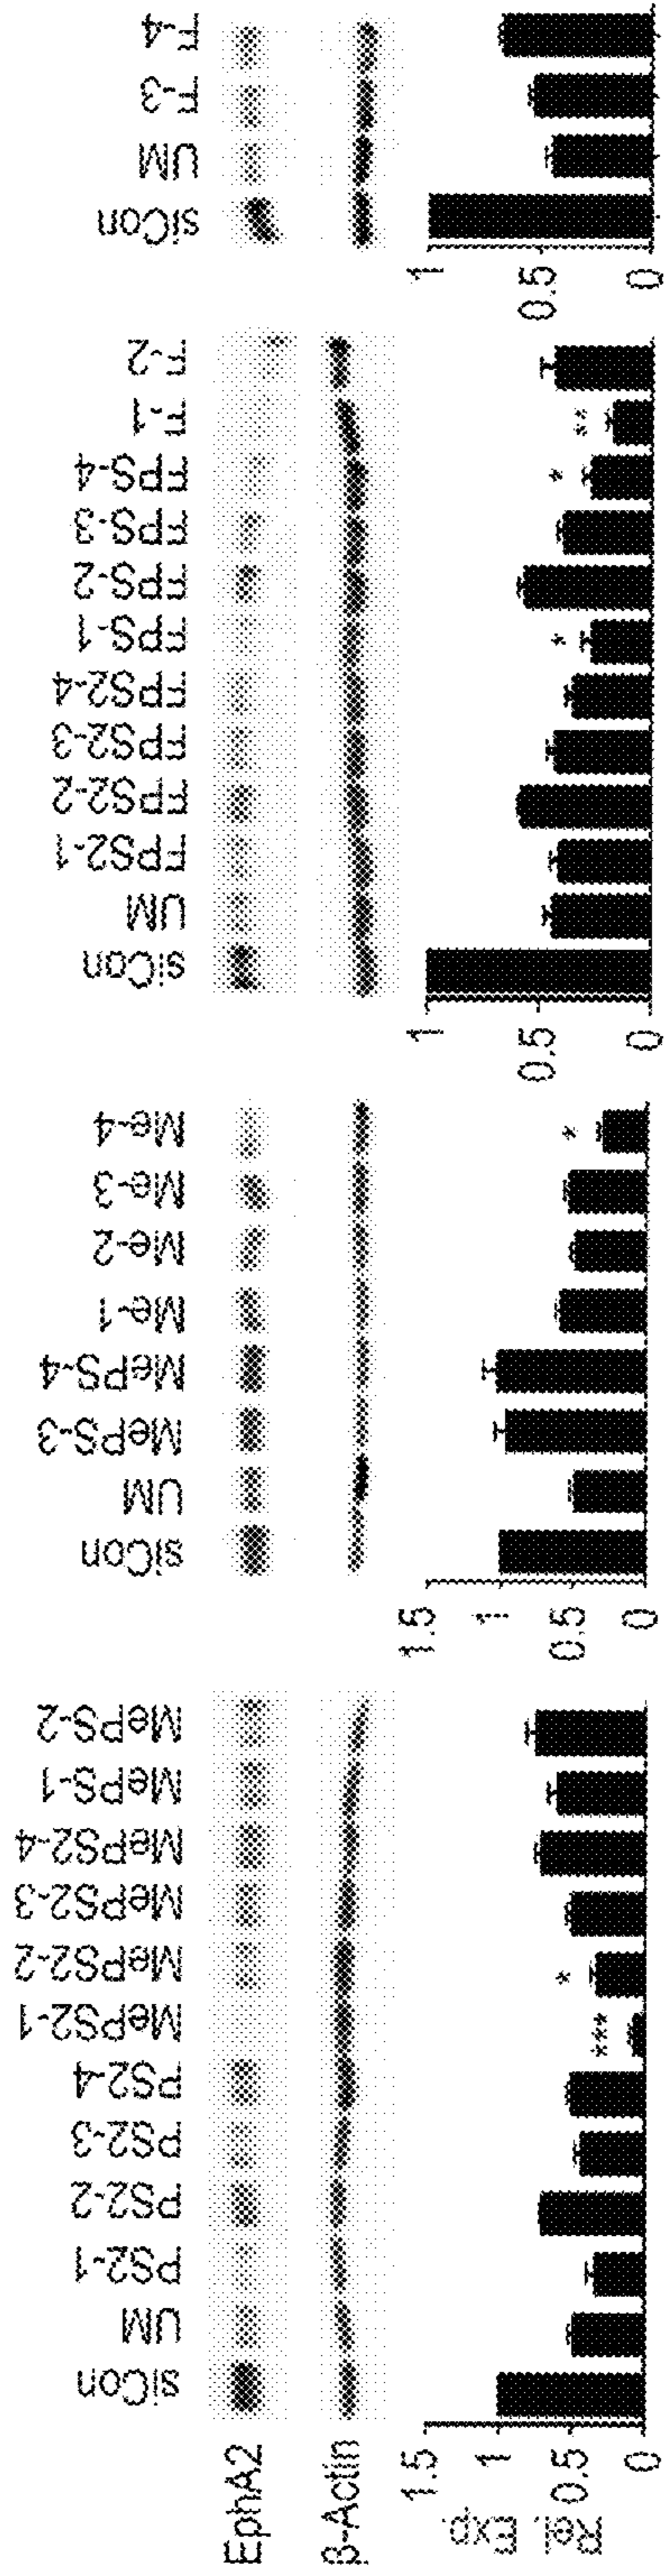 siCon UM PS2-1 PS2-2 PS2-3 PS2-4 MePS2-1 MePS2-2 MePS2-3 MePS2-4 MePS-1 MePS-2
EphA2
β-Actin
Rel. Exp.
1.5
1
0.5
0
*** *
siCon UM MePS-3 MePS-4 Me-1 Me-2 Me-3 Me-4
1.5
1
0.5
0
*
siCon UM FPS2-1 FPS2-2 FPS2-3 FPS2-4 FPS-1 FPS-2 FPS-3 FPS-4 F-1 F-2
1
0.5
0
* * **
siCon UM F-3 F-4
1
0.5
0